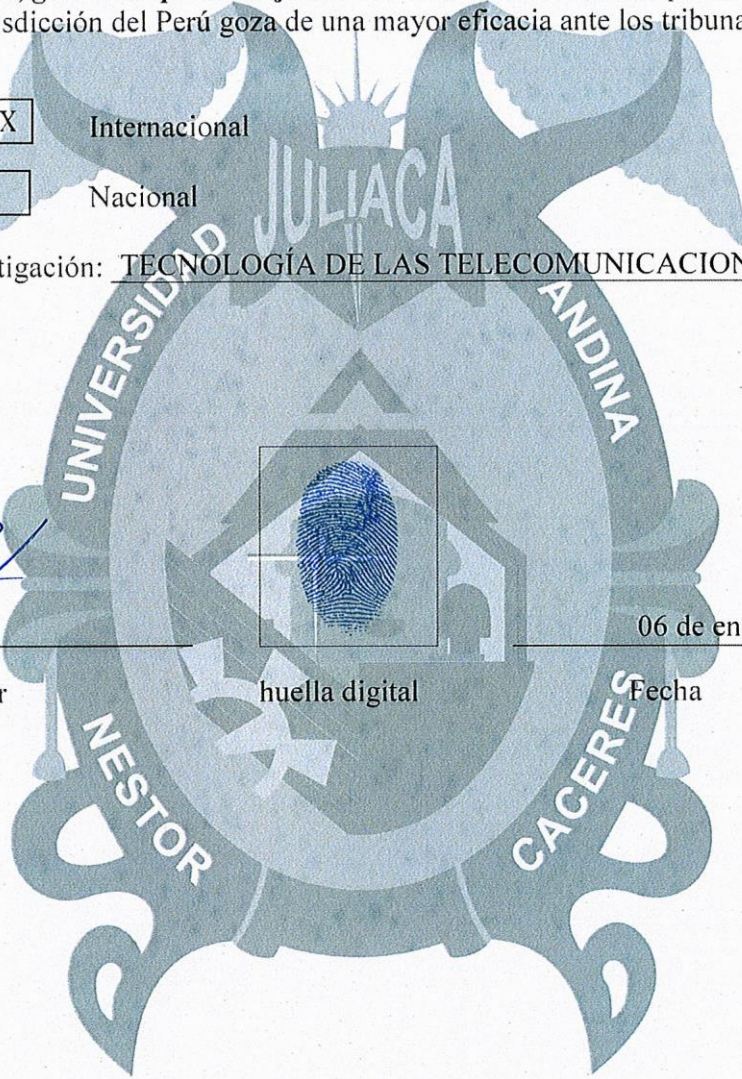 sdicción del Perú goza de una mayor eficacia ante los tribuna
X Internacional
Nacional
JULIACA
tigación: TECNOLOGÍA DE LAS TELECOMUNICACION
UNIVERSIDAD
ANDINA
06 de en
r
huella digital
Fecha
NESTOR
CACERES